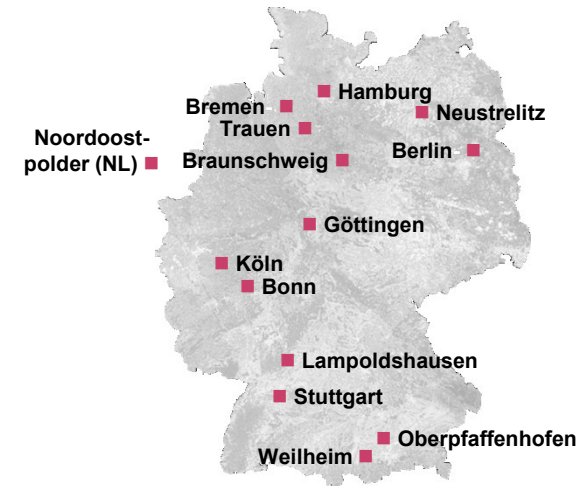 Hamburg
Bremen
Neustrelitz
Trauen
Noordoost-
polder (NL)
Braunschweig
Berlin
Göttingen
Köln
Bonn
Lampoldshausen
Stuttgart
Oberpfaffenhofen
Weilheim